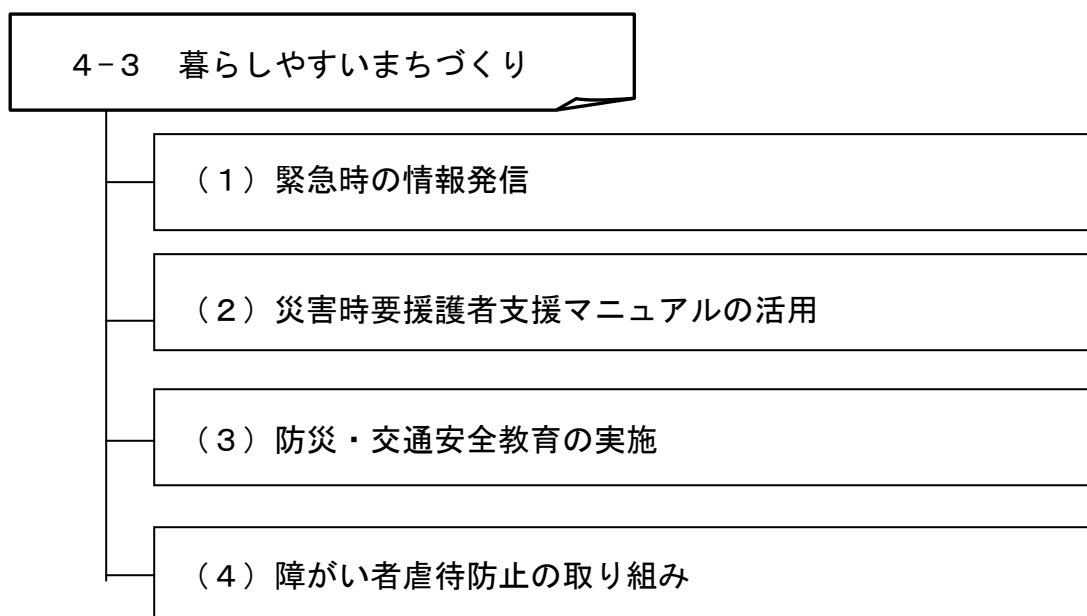 4-3　暮らしやすいまちづくり
（1）緊急時の情報発信
（2）災害時要援護者支援マニュアルの活用
（3）防災・交通安全教育の実施
（4）障がい者虐待防止の取り組み